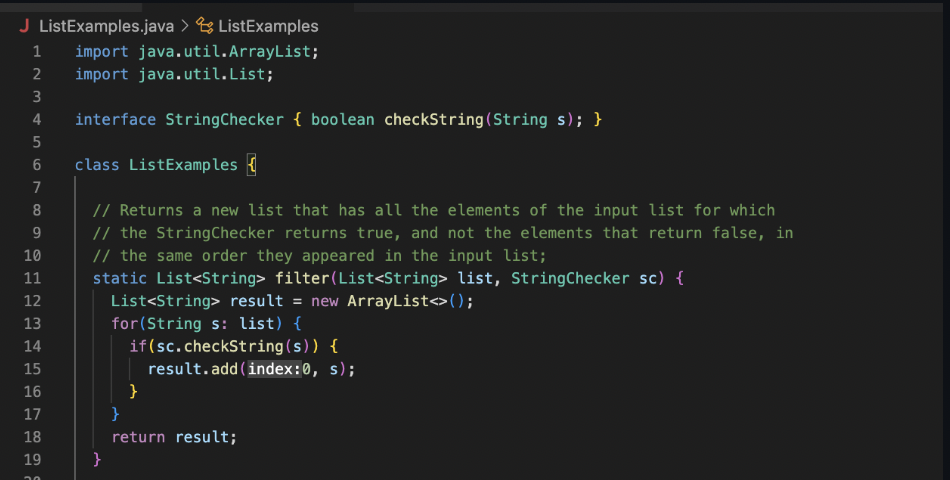 J ListExamples.java > ListExamples
1 import java.util.ArrayList;
2 import java.util.List;
3
4 interface StringChecker { boolean checkString(String s); }
5
6 class ListExamples {
7
8 // Returns a new list that has all the elements of the input list for which
9 // the StringChecker returns true, and not the elements that return false, in
10 // the same order they appeared in the input list;
11 static List<String> filter(List<String> list, StringChecker sc) {
12 List<String> result = new ArrayList<>();
13 for(String s: list) {
14 if(sc.checkString(s)) {
15 result.add(index:0, s);
16 }
17 }
18 return result;
19 }